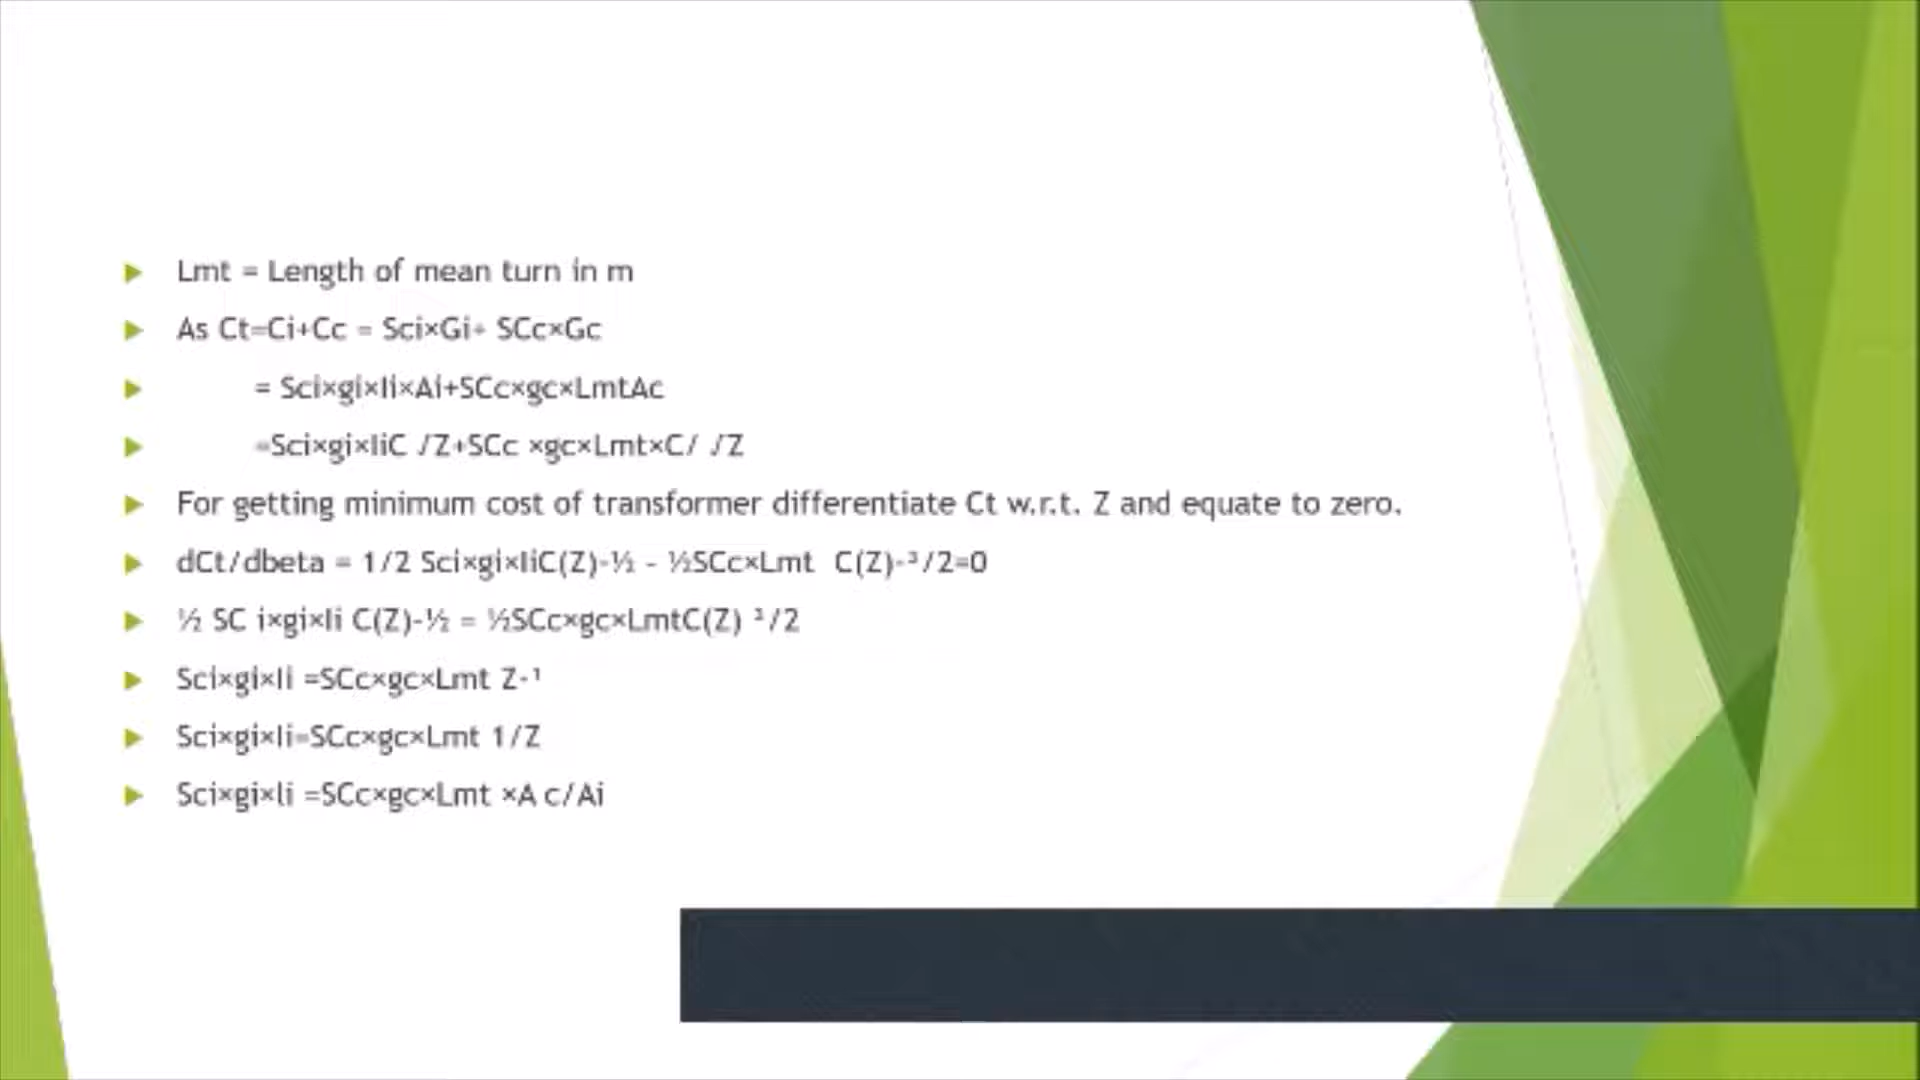 Lmt = Length of mean turn in m
As Ct=Ci+Cc = Sci×Gi+ SCc×Gc
= Sci×gi×li×Ai+SCc×gc×LmtAc
=Sci×gi×liC √Z+SCc ×gc×Lmt×C/ √Z
For getting minimum cost of transformer differentiate Ct w.r.t. Z and equate to zero.
dCt/dbeta = 1/2 Sci×gi×liC(Z)-½ - ½SCc×Lmt C(Z)-³/2=0
½ SC i×gi×li C(Z)-½ = ½SCc×gc×LmtC(Z) ³/2
Sci×gi×li =SCc×gc×Lmt Z-¹
Sci×gi×li=SCc×gc×Lmt 1/Z
Sci×gi×li =SCc×gc×Lmt ×A c/Ai